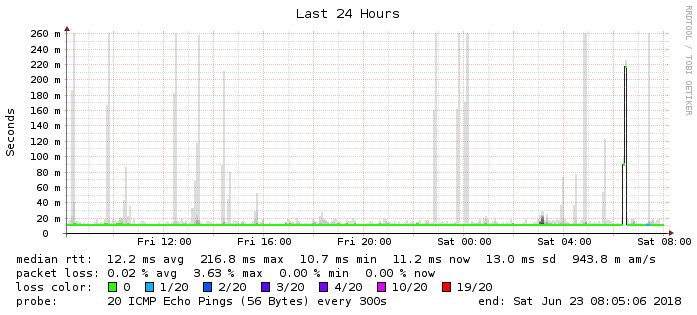 Last 24 Hours
RRDTOOL / TOBI OETIKER
Seconds
260 m
240 m
220 m
200 m
180 m
160 m
140 m
120 m
100 m
80 m
60 m
40 m
20 m
0
Fri 12:00 Fri 16:00 Fri 20:00 Sat 00:00 Sat 04:00 Sat 08:00
median rtt: 12.2 ms avg 216.8 ms max 10.7 ms min 11.2 ms now 13.0 ms sd 943.8 m am/s
packet loss: 0.02 % avg 3.63 % max 0.00 % min 0.00 % now
loss color: 0 1/20 2/20 3/20 4/20 10/20 19/20
probe: 20 ICMP Echo Pings (56 Bytes) every 300s end: Sat Jun 23 08:05:06 2018